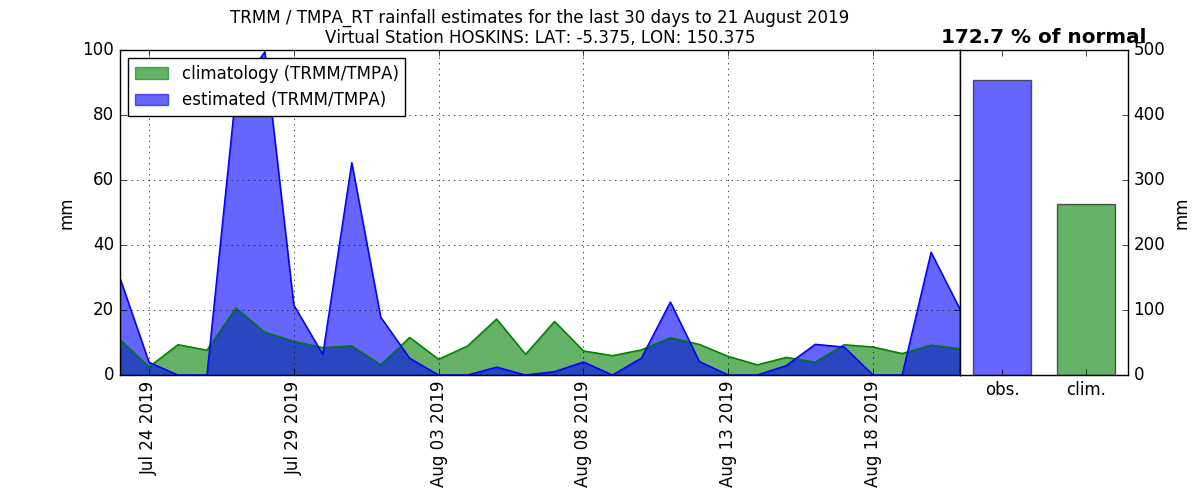 TRMM / TMPA_RT rainfall estimates for the last 30 days to 21 August 2019
Virtual Station HOSKINS: LAT: -5.375, LON: 150.375
172.7 % of normal
climatology (TRMM/TMPA)
estimated (TRMM/TMPA)
100
80
60
40
20
0
mm
Jul 24 2019
Jul 29 2019
Aug 03 2019
Aug 08 2019
Aug 13 2019
Aug 18 2019
500
400
300
200
100
0
mm
obs.
clim.